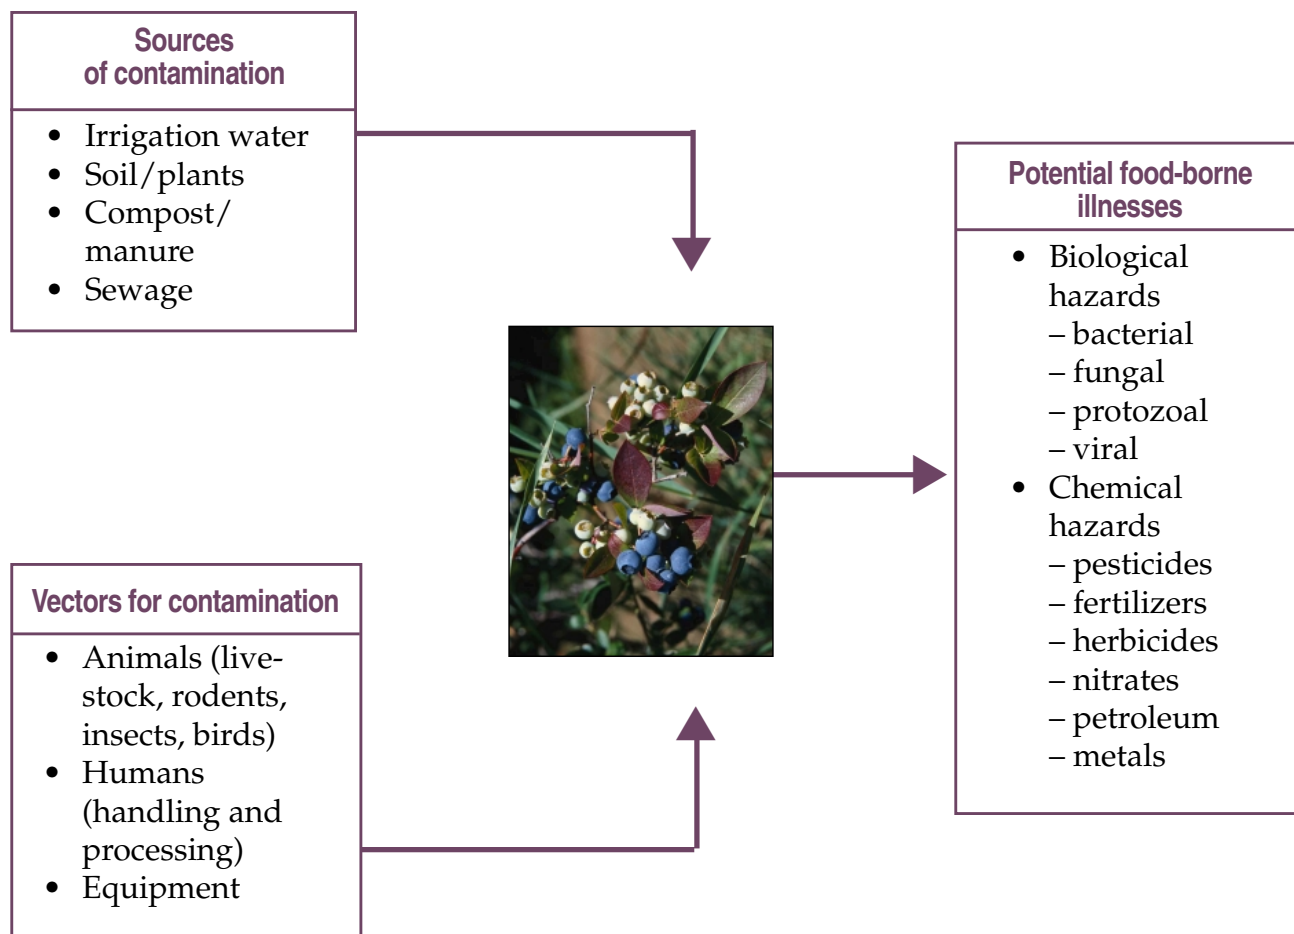 Sources
of contamination
• Irrigation water
• Soil/plants
• Compost/
manure
• Sewage
Vectors for contamination
• Animals (live-
stock, rodents,
insects, birds)
• Humans
(handling and
processing)
• Equipment
Potential food-borne
illnesses
• Biological
hazards
– bacterial
– fungal
– protozoal
– viral
• Chemical
hazards
– pesticides
– fertilizers
– herbicides
– nitrates
– petroleum
– metals